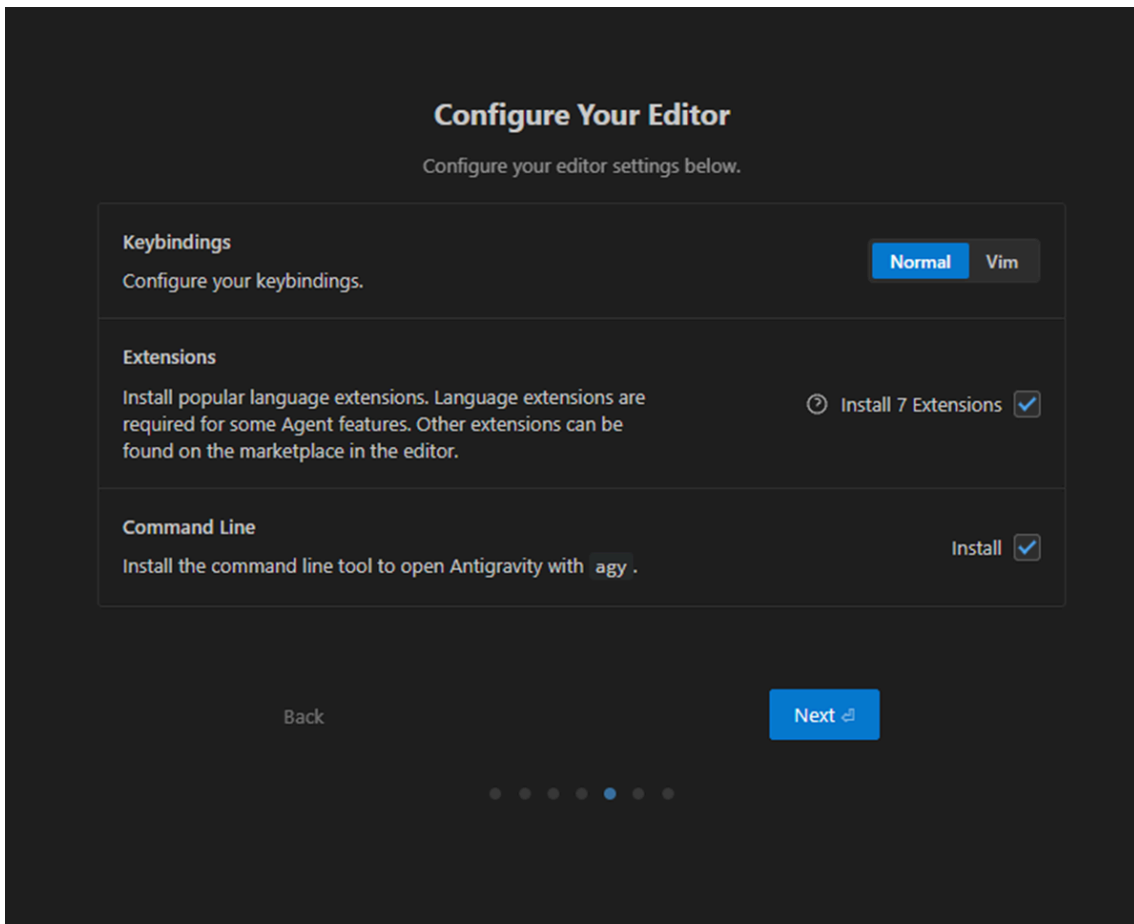 Configure Your Editor
Configure your editor settings below.
Keybindings
Configure your keybindings.
Normal Vim
Extensions
Install popular language extensions. Language extensions are
required for some Agent features. Other extensions can be
found on the marketplace in the editor.
Install 7 Extensions
Command Line
Install the command line tool to open Antigravity with agy.
Install
Back
Next